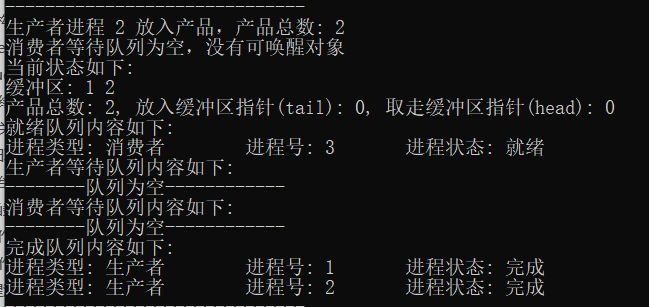 ------------------------------
生产者进程 2 放入产品，产品总数: 2
消费者等待队列为空，没有可唤醒对象
当前状态如下:
缓冲区: 1 2
产品总数: 2, 放入缓冲区指针(tail): 0, 取走缓冲区指针(head): 0
就绪队列内容如下:
进程类型: 消费者 进程号: 3 进程状态: 就绪
生产者等待队列内容如下:
--------队列为空------------
消费者等待队列内容如下:
--------队列为空------------
完成队列内容如下:
进程类型: 生产者 进程号: 1 进程状态: 完成
进程类型: 生产者 进程号: 2 进程状态: 完成
------------------------------